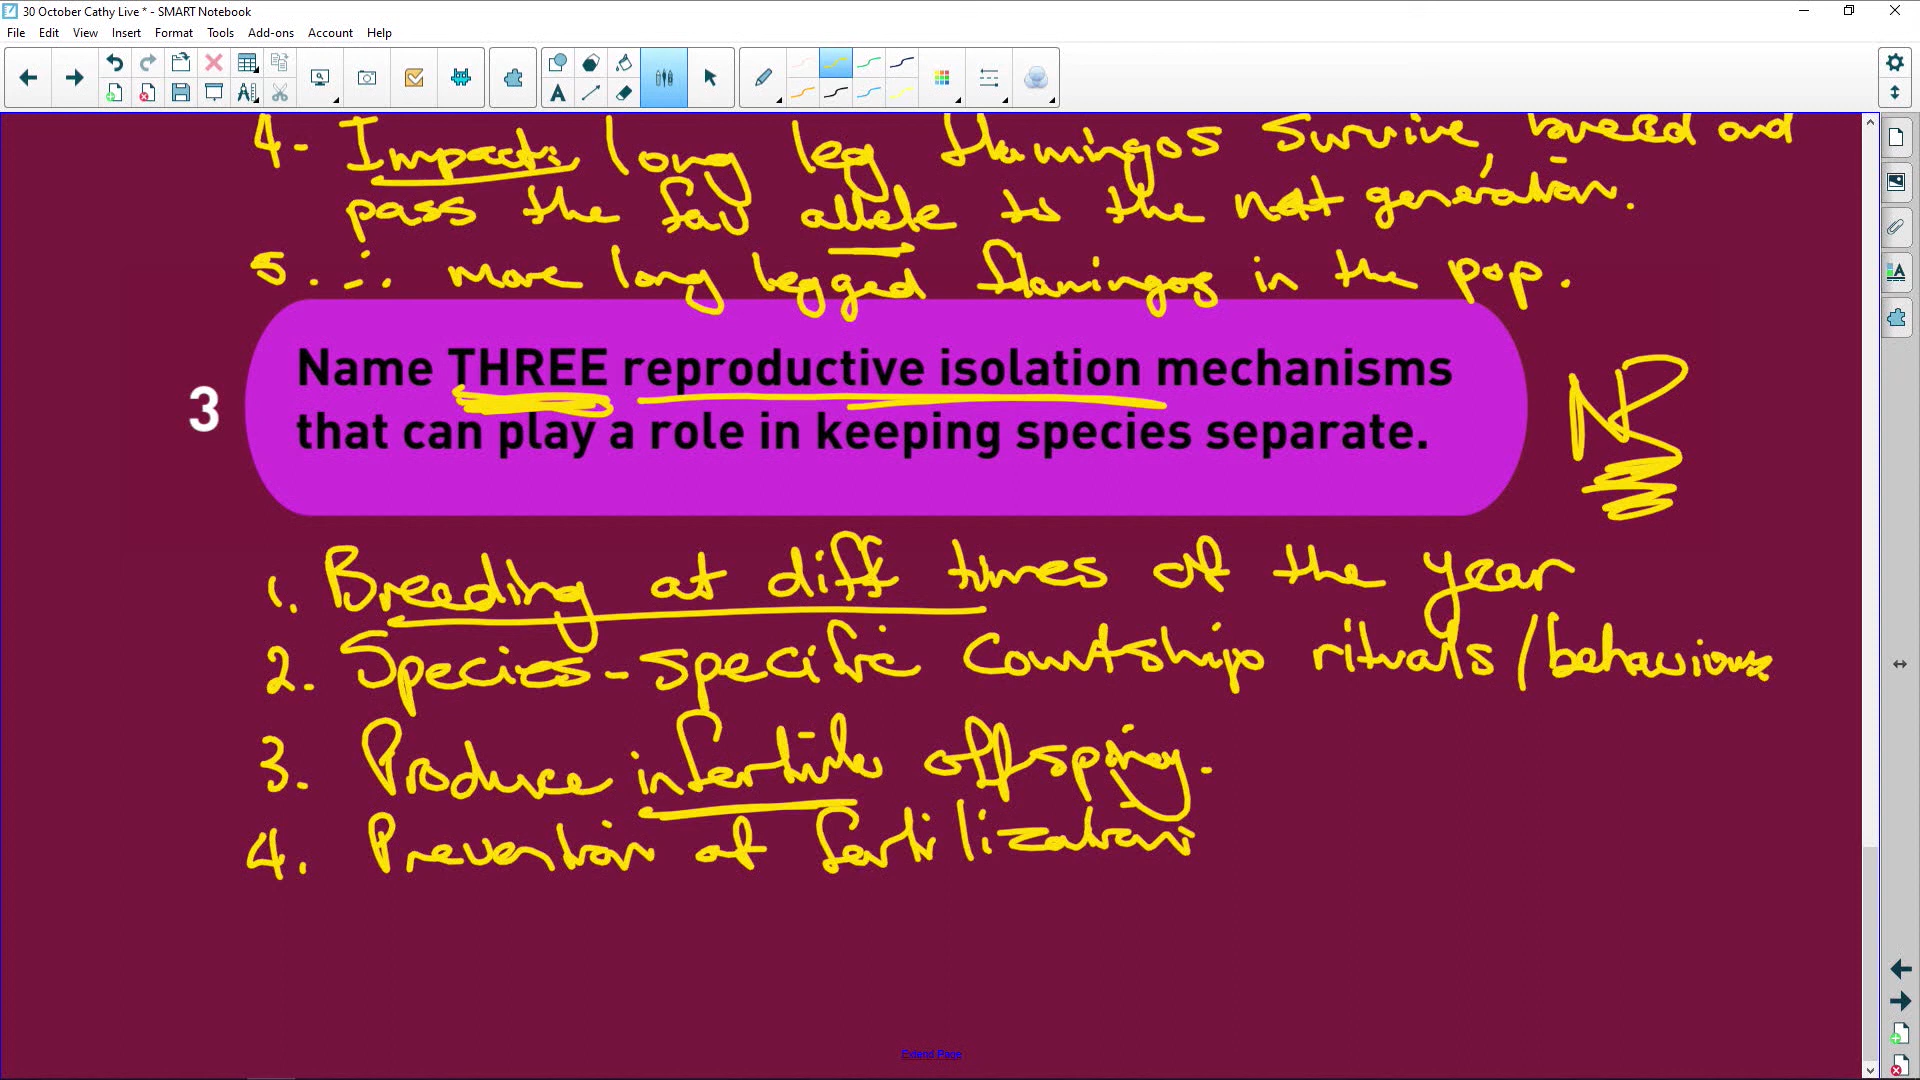 30 October Cathy Live * - SMART Notebook
File Edit View Insert Format Tools Add-ons Account Help
4- Impacts long leg flamingos survive, breed and
pass the fav allele to the next generation.
5. ∴ more long legged flamingos in the pop.
Name THREE reproductive isolation mechanisms
3
that can play a role in keeping species separate.
NB
1. Breeding at diff times of the year
2. Species-specific courtship rituals/behaviours
3. Produce infertile offspring.
4. Prevention of fertilization
Extend Page